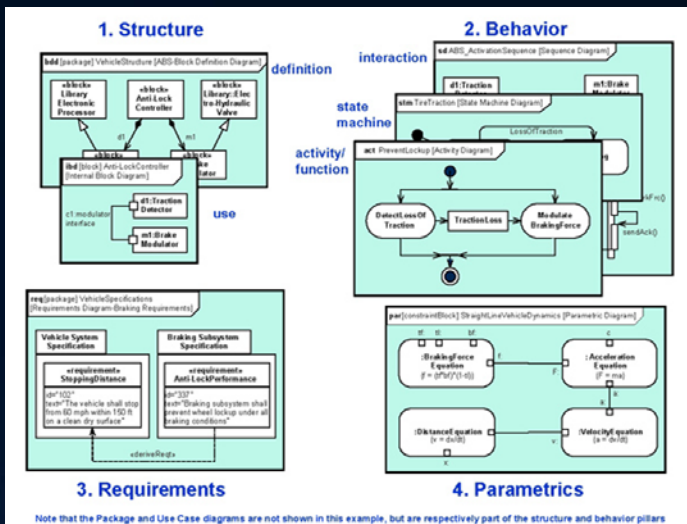 1. Structure
bdd [package] VehicleStructure [ABS-Block Definition Diagram]
definition
«block»
Library
Electronic
Processor
«block»
Anti-Lock
Controller
«block»
Library::Elec
tro-Hydraulic
Valve
d1
m1
«block»
ibd [block] Anti-LockController
[Internal Block Diagram]
use
c1:modulator
interface
d1:Traction
Detector
m1:Brake
Modulator
2. Behavior
interaction
sd ABS_ActivationSequence [Sequence Diagram]
d1:Traction
m1:Brake
state
machine
stm TireTraction [State Machine Diagram]
LossOfTraction
activity/
function
act PreventLockup [Activity Diagram]
DetectLossOf
Traction
TractionLoss
Modulate
BrakingForce
sendAck()
req [package] VehicleSpecifications
[Requirements Diagram-Braking Requirements]
Vehicle System
Specification
Braking Subsystem
Specification
«requirement»
StoppingDistance
id="102"
text="The vehicle shall stop
from 60 mph within 150 ft
on a clean dry surface"
«requirement»
Anti-LockPerformance
id="337"
text="Braking subsystem shall
prevent wheel lockup under all
braking conditions"
«deriveReqt»
3. Requirements
par [constraintBlock] StraightLineVehicleDynamics [Parametric Diagram]
tf:
tl:
bf:
c
:BrakingForce
Equation
[f = (tf*bf)*(1-tl)]
f:
F:
:Acceleration
Equation
[F = ma]
a:
a:
:DistanceEquation
[v = dx/dt]
v:
v:
:VelocityEquation
[a = dv/dt]
x:
4. Parametrics
Note that the Package and Use Case diagrams are not shown in this example, but are respectively part of the structure and behavior pillars